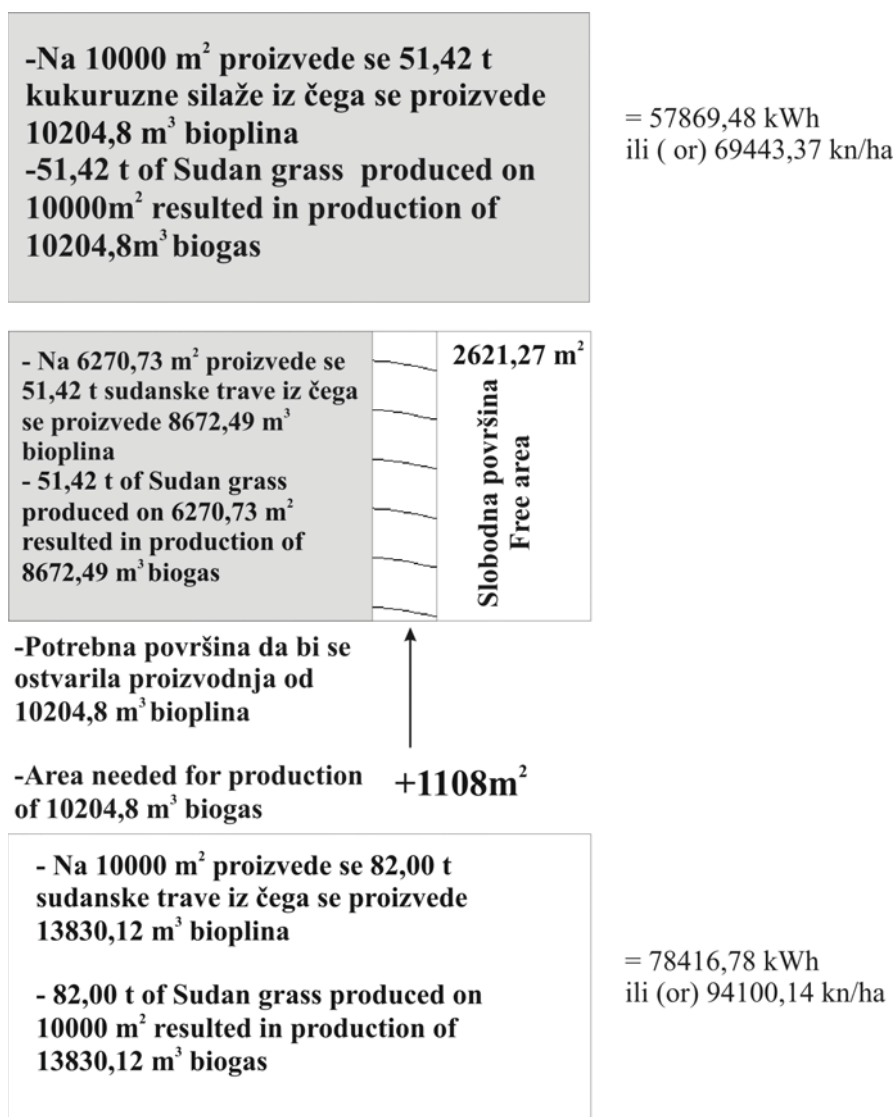 -Na 10000 m² proizvede se 51,42 t
kukuruzne silaže iz čega se proizvede
10204,8 m³ bioplina
-51,42 t of Sudan grass produced on
10000m² resulted in production of
10204,8m³ biogas
= 57869,48 kWh
ili ( or) 69443,37 kn/ha
- Na 6270,73 m² proizvede se
51,42 t sudanske trave iz čega
se proizvede 8672,49 m³
bioplina
- 51,42 t of Sudan grass
produced on 6270,73 m²
resulted in production of
8672,49 m³ biogas
2621,27 m²
Slobodna površina
Free area
-Potrebna površina da bi se
ostvarila proizvodnja od
10204,8 m³ bioplina
-Area needed for production
of 10204,8 m³ biogas
+1108m²
- Na 10000 m² proizvede se 82,00 t
sudanske trave iz čega se proizvede
13830,12 m³ bioplina
- 82,00 t of Sudan grass produced on
10000 m² resulted in production of
13830,12 m³ biogas
= 78416,78 kWh
ili (or) 94100,14 kn/ha